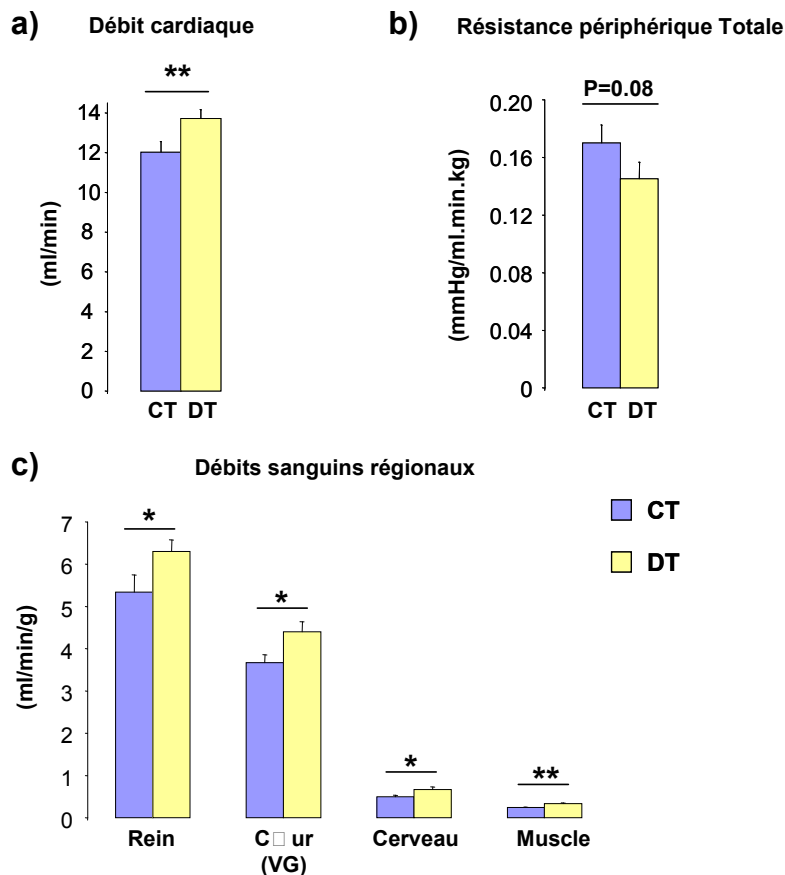 a) Débit cardiaque
**
14
12
10
8
6
4
2
0
(ml/min)
CT DT
b) Résistance périphérique Totale
P=0.08
0.20
0.16
0.12
0.08
0.04
0
(mmHg/ml.min.kg)
CT DT
c) Débits sanguins régionaux
CT
DT
7
6
5
4
3
2
1
0
(ml/min/g)
*
*
*
**
Rein C□ur Cerveau Muscle
(VG)